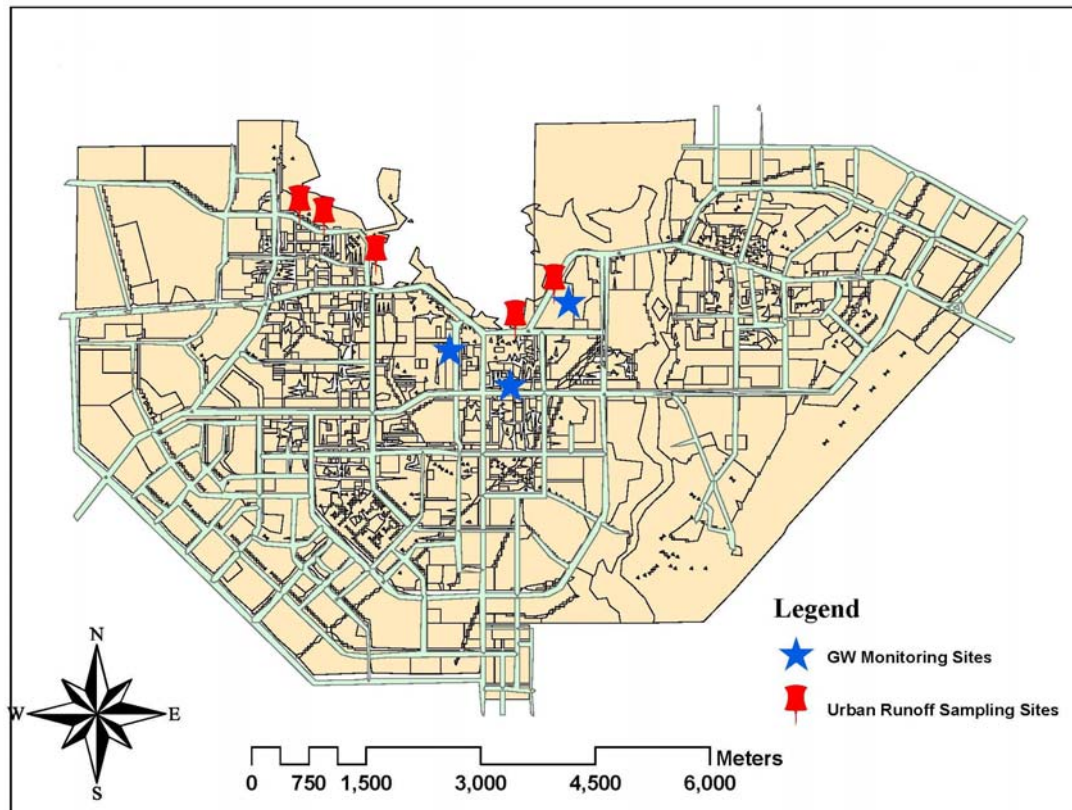 Legend
GW Monitoring Sites
Urban Runoff Sampling Sites
N
W E
S
Meters
0 750 1,500 3,000 4,500 6,000